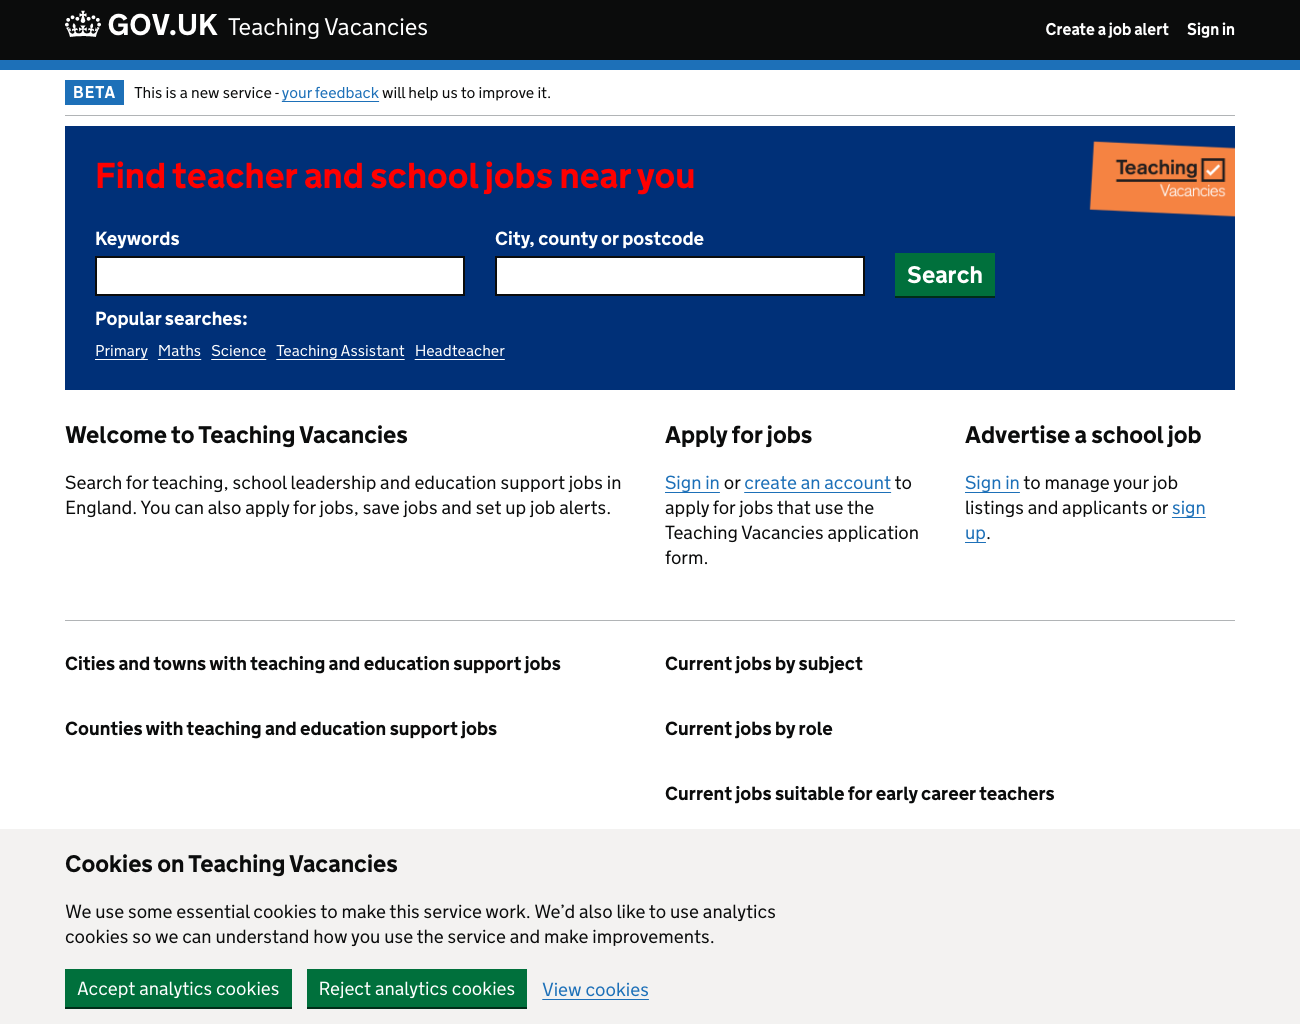 GOV.UK Teaching Vacancies
Create a job alert Sign in
BETA This is a new service - your feedback will help us to improve it.
Find teacher and school jobs near you
Teaching
Vacancies
Keywords
City, county or postcode
Search
Popular searches:
Primary Maths Science Teaching Assistant Headteacher
Welcome to Teaching Vacancies
Search for teaching, school leadership and education support jobs in
England. You can also apply for jobs, save jobs and set up job alerts.
Apply for jobs
Sign in or create an account to
apply for jobs that use the
Teaching Vacancies application
form.
Advertise a school job
Sign in to manage your job
listings and applicants or sign
up.
Cities and towns with teaching and education support jobs
Counties with teaching and education support jobs
Current jobs by subject
Current jobs by role
Current jobs suitable for early career teachers
Cookies on Teaching Vacancies
We use some essential cookies to make this service work. We’d also like to use analytics
cookies so we can understand how you use the service and make improvements.
Accept analytics cookies Reject analytics cookies View cookies